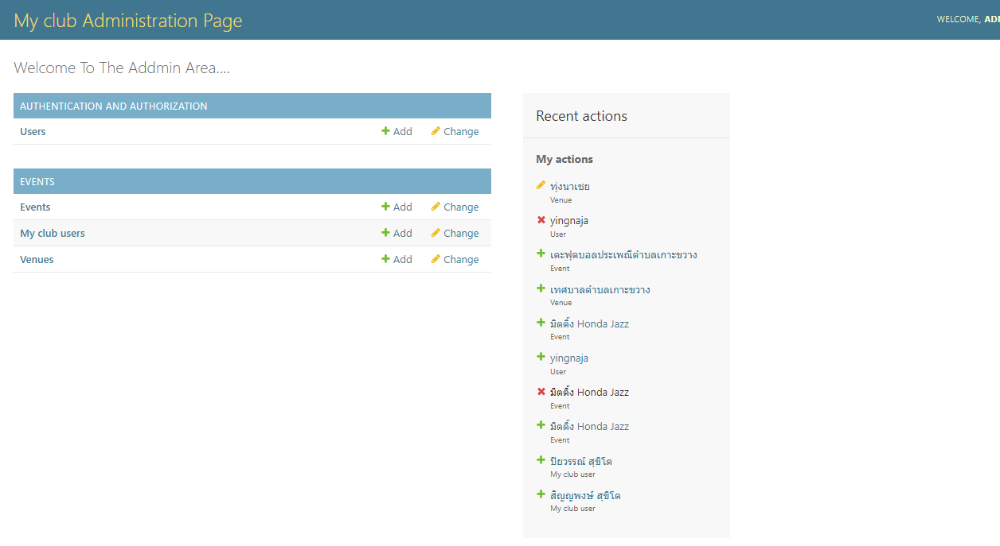 My club Administration Page
WELCOME,
Welcome To The Addmin Area....
AUTHENTICATION AND AUTHORIZATION
Users Add Change
EVENTS
Events Add Change
My club users Add Change
Venues Add Change
Recent actions
My actions
ทุ่งนาเชย
Venue
yingnaja
User
เตะฟุตบอลประเพณีตำบลเกาะขวาง
Event
เทศบาลตำบลเกาะขวาง
Venue
มิตติ้ง Honda Jazz
Event
yingnaja
User
มิตติ้ง Honda Jazz
Event
มิตติ้ง Honda Jazz
Event
ปิยวรรณ์ สุขิโต
My club user
สิญญพงษ์ สุขิโต
My club user